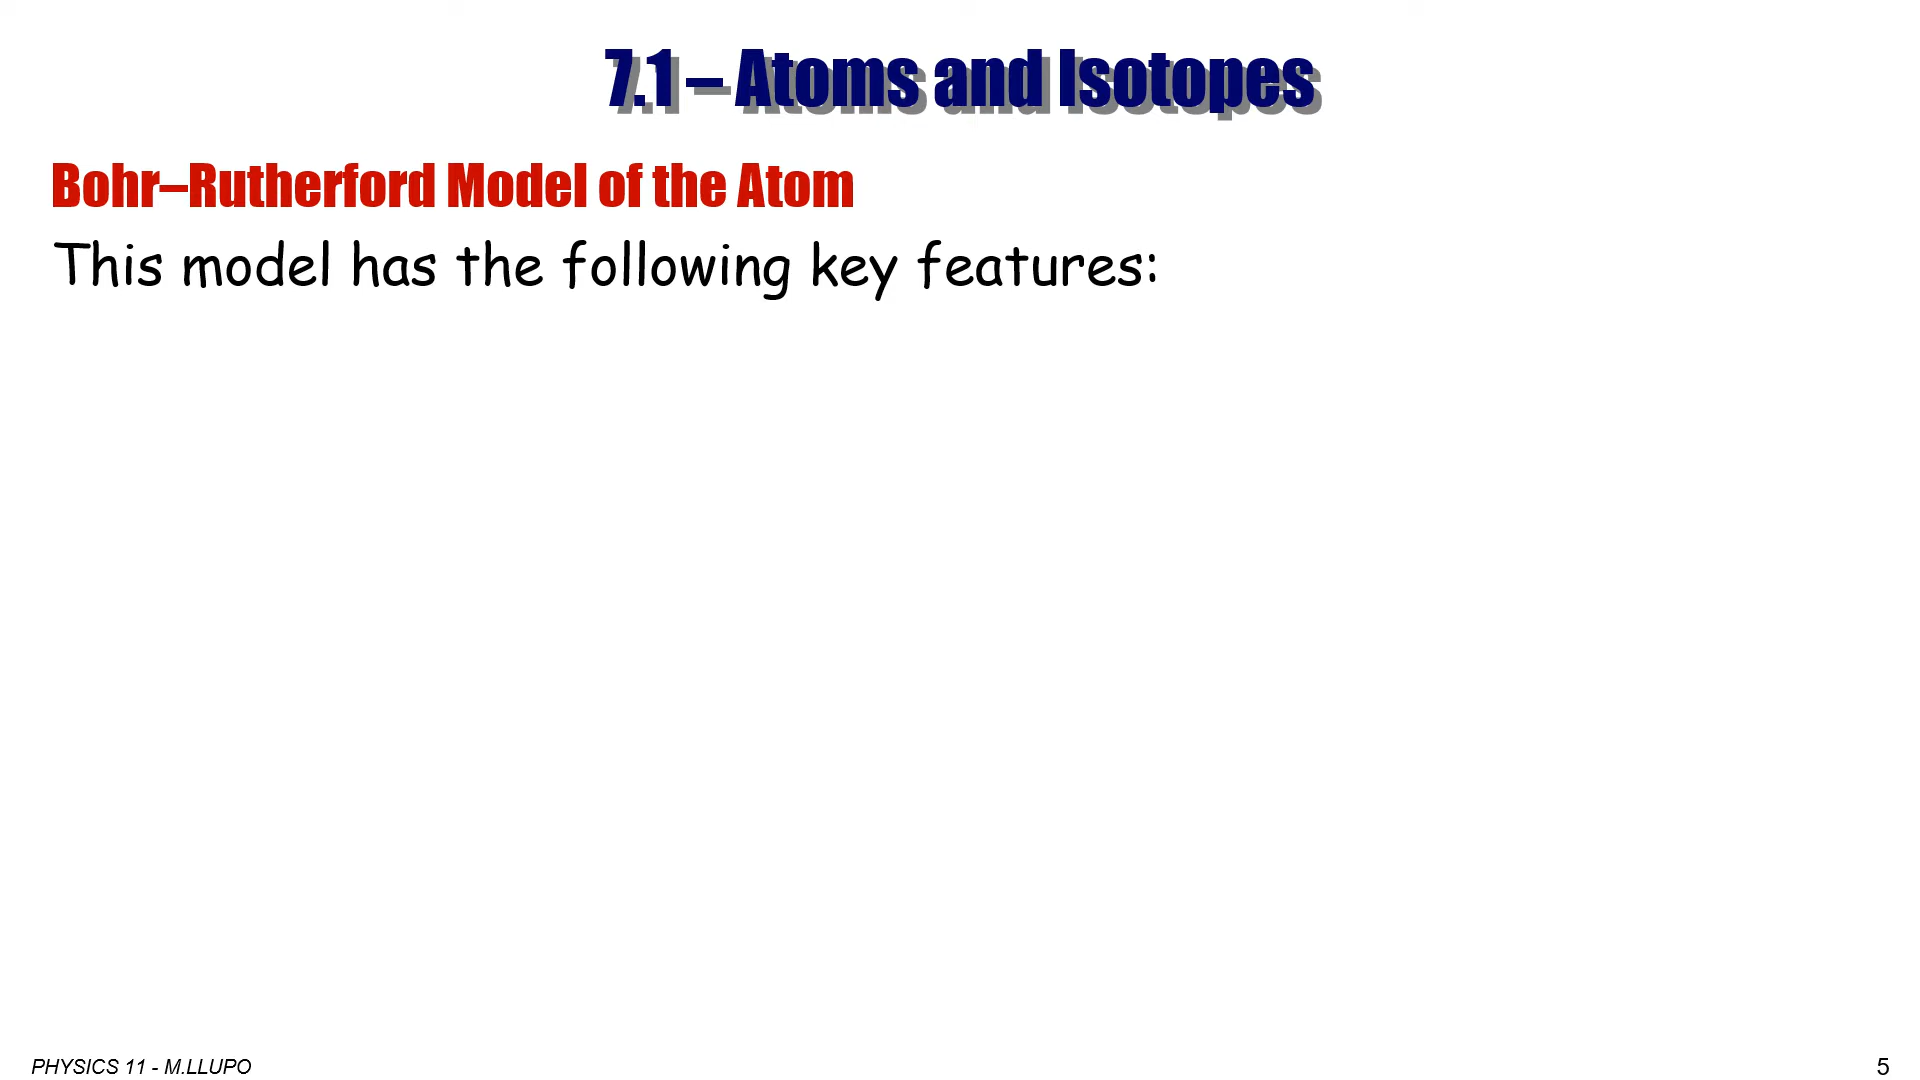 7.1 – Atoms and Isotopes
Bohr–Rutherford Model of the Atom
This model has the following key features:
PHYSICS 11 - M.LLUPO
5